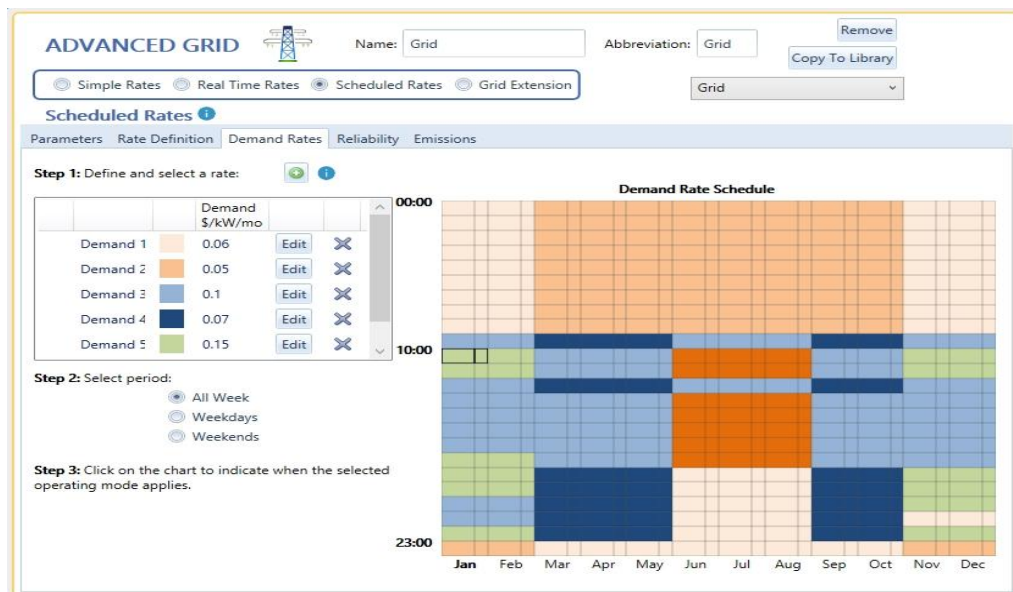 ADVANCED GRID
Name: Grid
Abbreviation: Grid
Remove
Copy To Library
Simple Rates Real Time Rates Scheduled Rates Grid Extension
Grid
Scheduled Rates
Parameters Rate Definition Demand Rates Reliability Emissions
Step 1: Define and select a rate:
Demand
$/kW/mo
Demand 1 0.06 Edit
Demand 2 0.05 Edit
Demand 3 0.1 Edit
Demand 4 0.07 Edit
Demand 5 0.15 Edit
Step 2: Select period:
All Week
Weekdays
Weekends
Step 3: Click on the chart to indicate when the selected
operating mode applies.
Demand Rate Schedule
00:00
10:00
23:00
Jan Feb Mar Apr May Jun Jul Aug Sep Oct Nov Dec